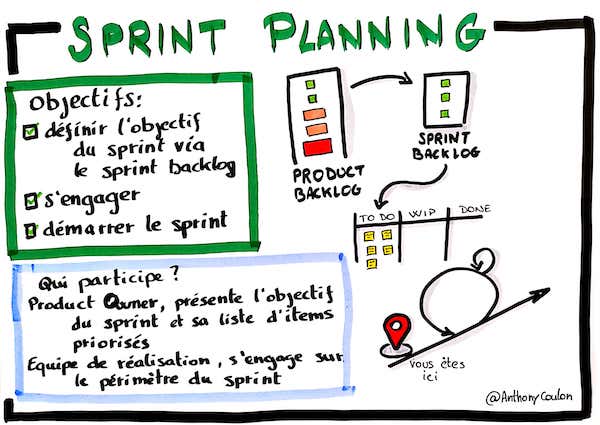 SPRINT PLANNING
Objectifs:
définir l'objectif
du sprint via
le sprint backlog
s'engager
démarrer le sprint
Qui participe ?
Product Owner, présente l'objectif
du sprint et sa liste d'items
priorisés
Equipe de réalisation, s'engage sur
le périmètre du sprint
PRODUCT
BACKLOG
SPRINT
BACKLOG
TO DO WIP DONE
vous êtes
ici
@AnthonyCoulon